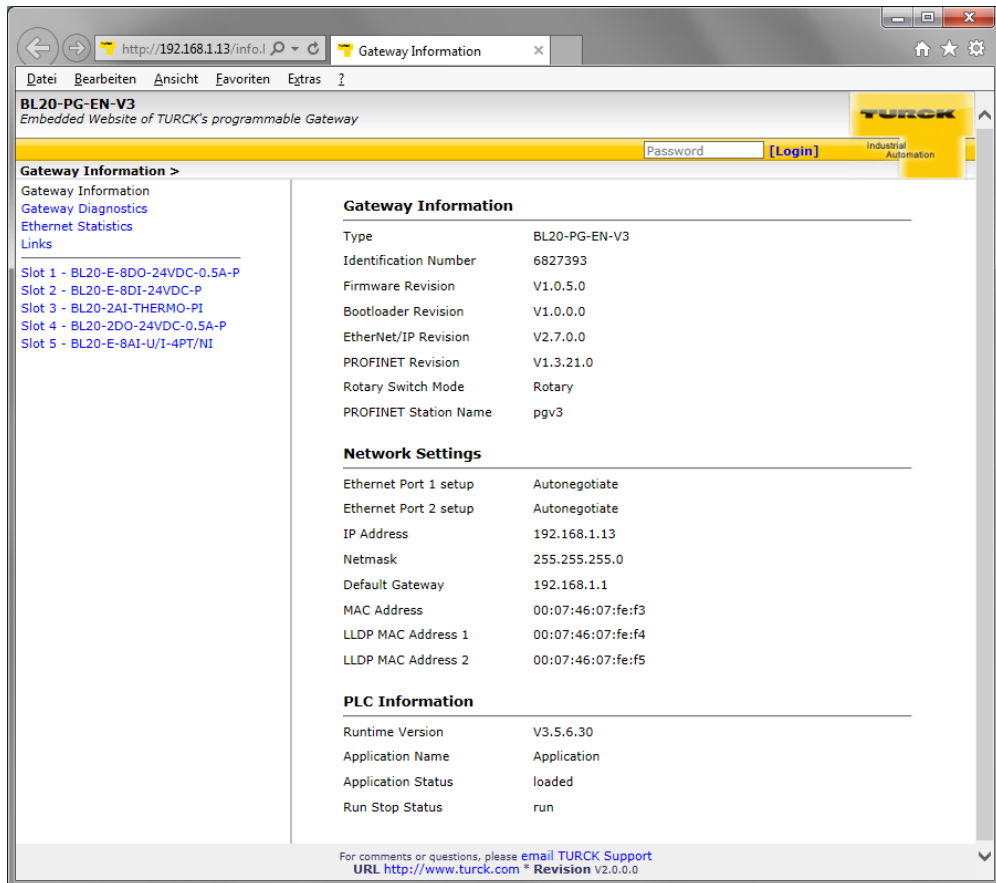 http://192.168.1.13/info.l
Gateway Information
Datei Bearbeiten Ansicht Favoriten Extras ?
BL20-PG-EN-V3
Embedded Website of TURCK's programmable Gateway
TURCK
Industrial
Automation
Password [Login]
Gateway Information >
Gateway Information
Gateway Diagnostics
Ethernet Statistics
Links
Slot 1 - BL20-E-8DO-24VDC-0.5A-P
Slot 2 - BL20-E-8DI-24VDC-P
Slot 3 - BL20-2AI-THERMO-PI
Slot 4 - BL20-2DO-24VDC-0.5A-P
Slot 5 - BL20-E-8AI-U/I-4PT/NI
Gateway Information
Type BL20-PG-EN-V3
Identification Number 6827393
Firmware Revision V1.0.5.0
Bootloader Revision V1.0.0.0
EtherNet/IP Revision V2.7.0.0
PROFINET Revision V1.3.21.0
Rotary Switch Mode Rotary
PROFINET Station Name pgv3
Network Settings
Ethernet Port 1 setup Autonegotiate
Ethernet Port 2 setup Autonegotiate
IP Address 192.168.1.13
Netmask 255.255.255.0
Default Gateway 192.168.1.1
MAC Address 00:07:46:07:fe:f3
LLDP MAC Address 1 00:07:46:07:fe:f4
LLDP MAC Address 2 00:07:46:07:fe:f5
PLC Information
Runtime Version V3.5.6.30
Application Name Application
Application Status loaded
Run Stop Status run
For comments or questions, please email TURCK Support
URL http://www.turck.com * Revision V2.0.0.0